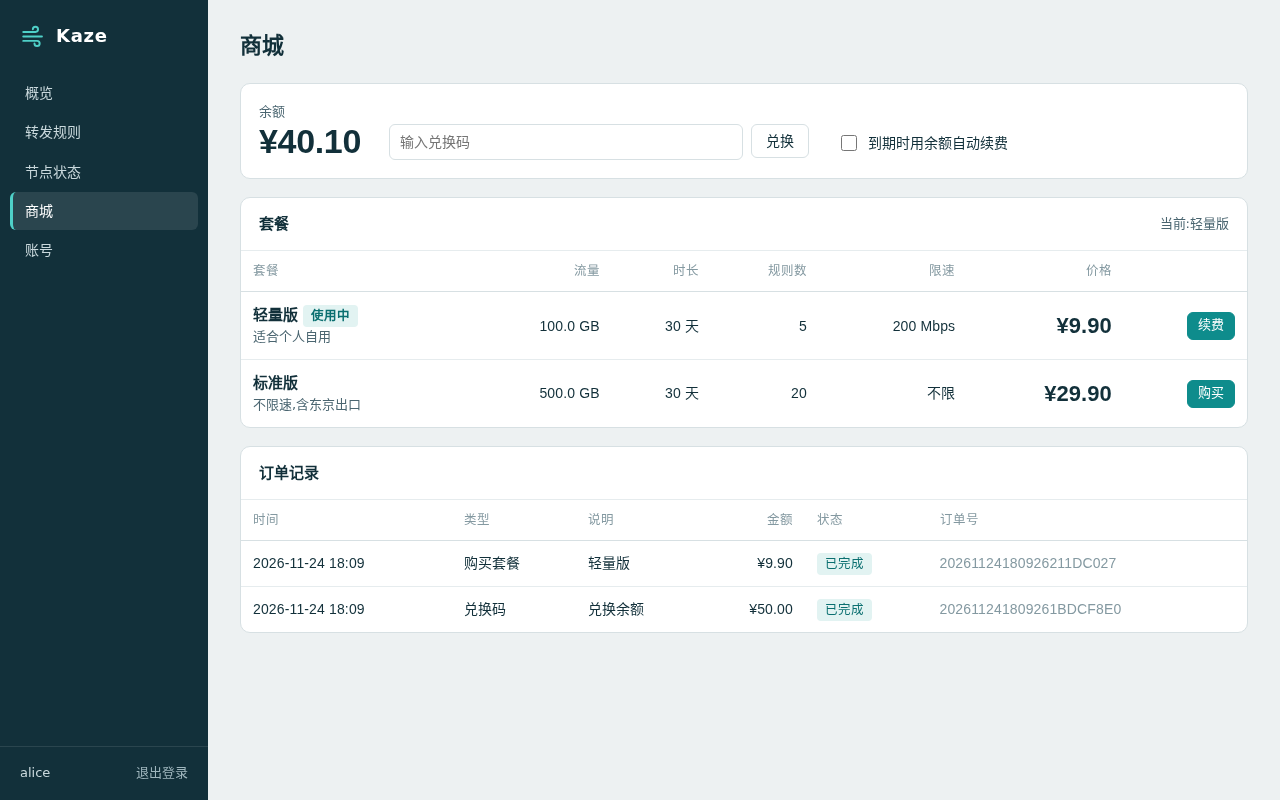 Kaze
概览
转发规则
节点状态
商城
账号
alice 退出登录
商城
余额
¥40.10 输入兑换码 兑换 到期时用余额自动续费
套餐 当前:轻量版
套餐 流量 时长 规则数 限速 价格
轻量版 使用中
适合个人自用
100.0 GB 30 天 5 200 Mbps ¥9.90 续费
标准版
不限速,含东京出口
500.0 GB 30 天 20 不限 ¥29.90 购买
订单记录
时间 类型 说明 金额 状态 订单号
2026-11-24 18:09 购买套餐 轻量版 ¥9.90 已完成 20261124180926211DC027
2026-11-24 18:09 兑换码 兑换余额 ¥50.00 已完成 202611241809261BDCF8E0